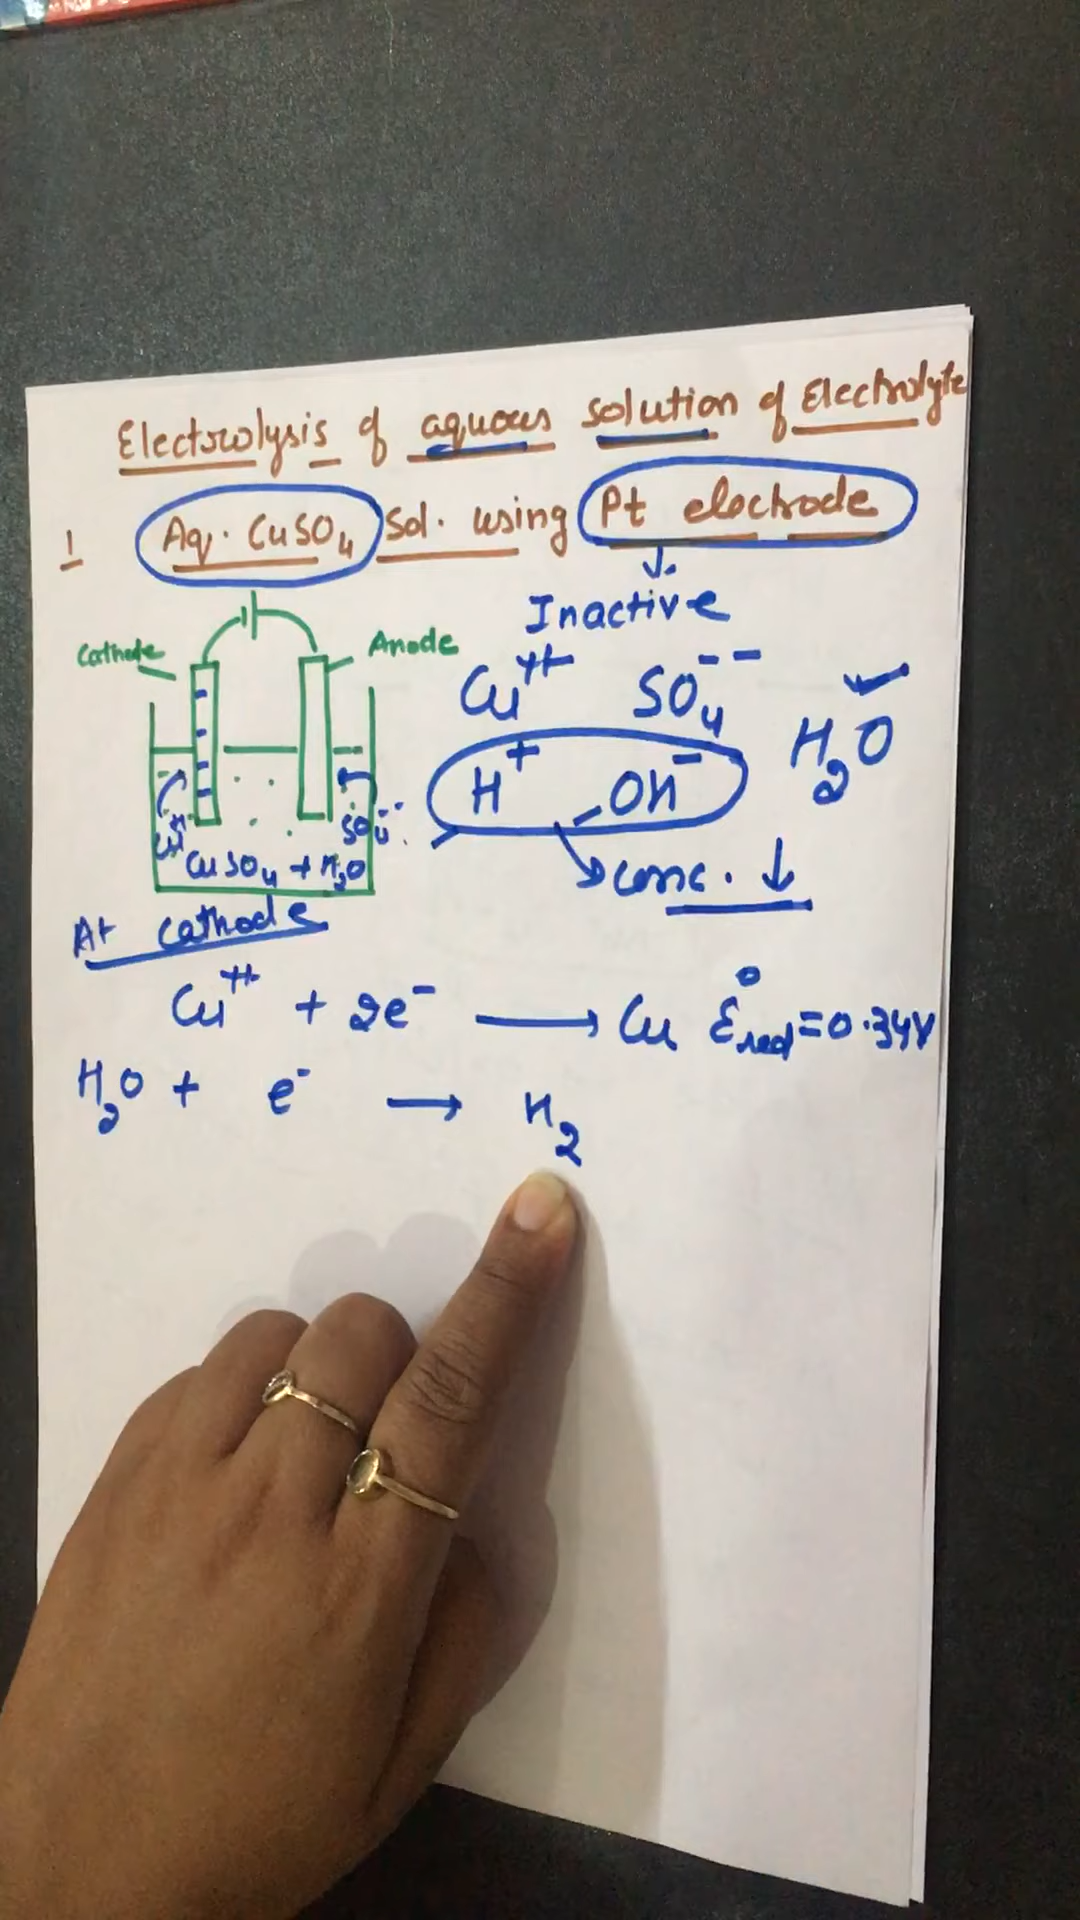 Electrolysis of aquous solution of Electrolyte
1 Aq. CuSO4 Sol. using Pt electrode
Inactive
Cathode
Anode
Cu++ SO4-- H2O
H+ OH-
conc. ↓
Cu++
SO4--
CuSO4 + H2O
At cathode
Cu++ + 2e- → Cu E°red = 0.34V
H2O + e- → H2